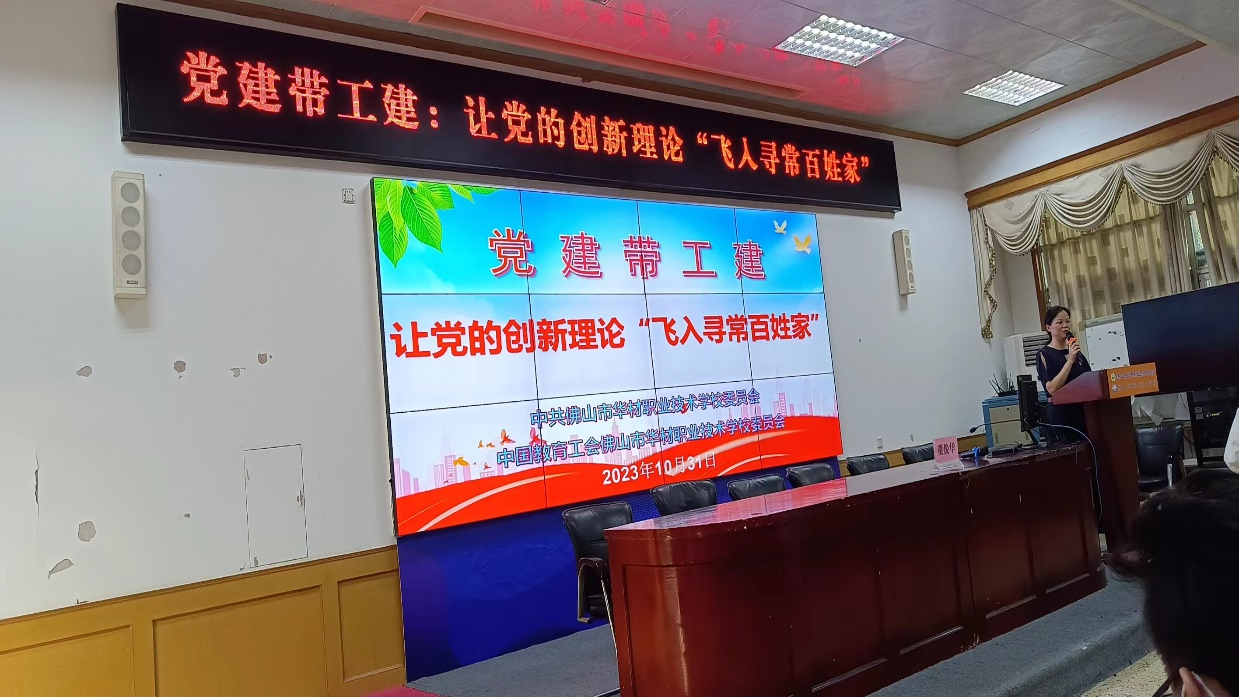 党建带工建：让党的创新理论“飞入寻常百姓家”
党建带工建
让党的创新理论“飞入寻常百姓家”
中共佛山市华材职业技术学校委员会
中国教育工会佛山市华材职业技术学校委员会
2023年10月31日
董俊华